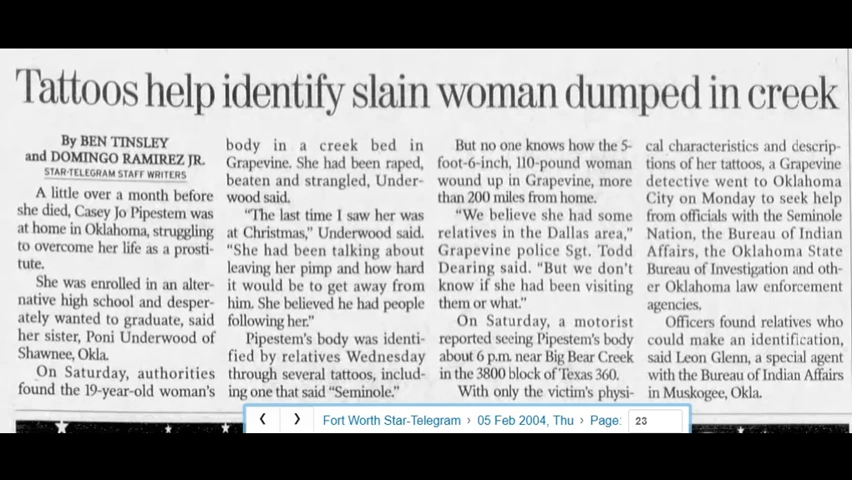 Tattoos help identify slain woman dumped in creek
By BEN TINSLEY
and DOMINGO RAMIREZ JR.
STAR-TELEGRAM STAFF WRITERS
A little over a month before
she died, Casey Jo Pipestem was
at home in Oklahoma, struggling
to overcome her life as a prosti-
tute.
She was enrolled in an alter-
native high school and desper-
ately wanted to graduate, said
her sister, Poni Underwood of
Shawnee, Okla.
On Saturday, authorities
found the 19-year-old woman's
body in a creek bed in
Grapevine. She had been raped,
beaten and strangled, Under-
wood said.
"The last time I saw her was
at Christmas," Underwood said.
"She had been talking about
leaving her pimp and how hard
it would be to get away from
him. She believed he had people
following her."
Pipestem's body was identi-
fied by relatives Wednesday
through several tattoos, includ-
ing one that said "Seminole."
But no one knows how the 5-
foot-6-inch, 110-pound woman
wound up in Grapevine, more
than 200 miles from home.
"We believe she had some
relatives in the Dallas area,"
Grapevine police Sgt. Todd
Dearing said. "But we don't
know if she had been visiting
them or what."
On Saturday, a motorist
reported seeing Pipestem's body
about 6 p.m. near Big Bear Creek
in the 3800 block of Texas 360.
With only the victim's physi-
cal characteristics and descrip-
tions of her tattoos, a Grapevine
detective went to Oklahoma
City on Monday to seek help
from officials with the Seminole
Nation, the Bureau of Indian
Affairs, the Oklahoma State
Bureau of Investigation and oth-
er Oklahoma law enforcement
agencies.
Officers found relatives who
could make an identification,
said Leon Glenn, a special agent
with the Bureau of Indian Affairs
in Muskogee, Okla.
Fort Worth Star-Telegram › 05 Feb 2004, Thu › Page: 23